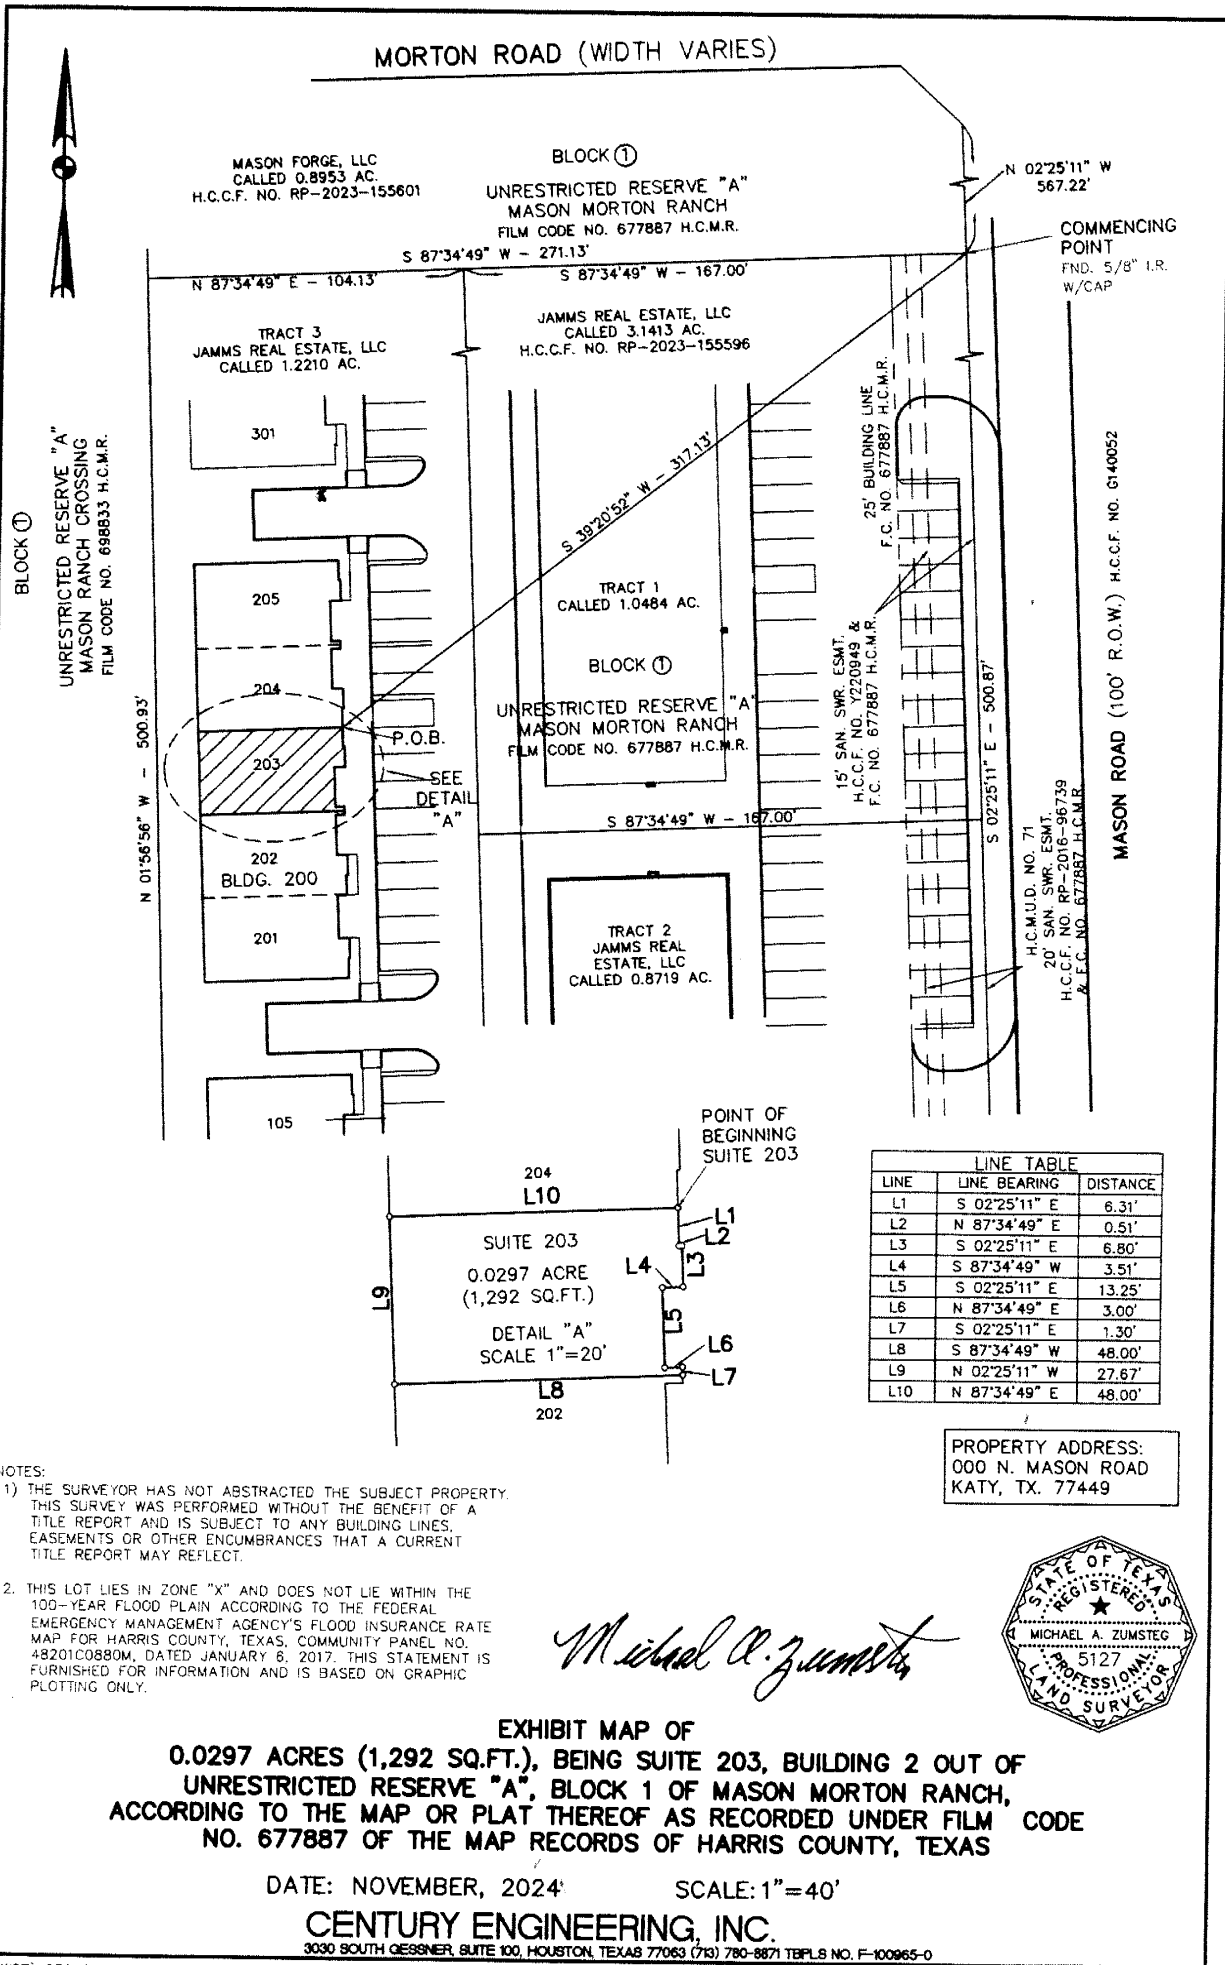 MORTON ROAD (WIDTH VARIES)
MASON FORGE, LLC
CALLED 0.8953 AC.
H.C.C.F. NO. RP-2023-155601
BLOCK 1
UNRESTRICTED RESERVE "A"
MASON MORTON RANCH
FILM CODE NO. 677887 H.C.M.R.
N 02°25'11" W
567.22'
COMMENCING
POINT
FND. 5/8" I.R.
W/CAP
S 87°34'49" W - 271.13'
N 87°34'49" E - 104.13'
S 87°34'49" W - 167.00'
TRACT 3
JAMMS REAL ESTATE, LLC
CALLED 1.2210 AC.
JAMMS REAL ESTATE, LLC
CALLED 3.1413 AC.
H.C.C.F. NO. RP-2023-155596
BLOCK 1
UNRESTRICTED RESERVE "A"
MASON RANCH CROSSING
FILM CODE NO. 698833 H.C.M.R.
N 01°56'56" W - 500.93'
301
205
204
203
202
BLDG. 200
201
105
P.O.B.
SEE
DETAIL
"A"
S 39°20'52" W - 317.13'
TRACT 1
CALLED 1.0484 AC.
BLOCK 1
UNRESTRICTED RESERVE "A"
MASON MORTON RANCH
FILM CODE NO. 677887 H.C.M.R.
S 87°34'49" W - 167.00'
TRACT 2
JAMMS REAL
ESTATE, LLC
CALLED 0.8719 AC.
25' BUILDING LINE
F.C. NO. 677887 H.C.M.R.
15' SAN. SWR. ESMT.
H.C.C.F. NO. Y220949 &
F.C. NO. 677887 H.C.M.R.
S 02°25'11" E - 500.87'
H.C.M.U.D. NO. 71
20' SAN. SWR. ESMT.
H.C.C.F. NO. RP-2016-96739
& F.C. NO. 677887 H.C.M.R.
MASON ROAD (100' R.O.W.) H.C.C.F. NO. G140052
POINT OF
BEGINNING
SUITE 203
204
L10
L1
L2
L3
L4
L5
L6
L7
L8
L9
SUITE 203
0.0297 ACRE
(1,292 SQ.FT.)
DETAIL "A"
SCALE 1"=20'
202
LINE TABLE
LINE LINE BEARING DISTANCE
L1 S 02°25'11" E 6.31'
L2 N 87°34'49" E 0.51'
L3 S 02°25'11" E 6.80'
L4 S 87°34'49" W 3.51'
L5 S 02°25'11" E 13.25'
L6 N 87°34'49" E 3.00'
L7 S 02°25'11" E 1.30'
L8 S 87°34'49" W 48.00'
L9 N 02°25'11" W 27.67'
L10 N 87°34'49" E 48.00'
PROPERTY ADDRESS:
000 N. MASON ROAD
KATY, TX. 77449
NOTES:
1) THE SURVEYOR HAS NOT ABSTRACTED THE SUBJECT PROPERTY.
THIS SURVEY WAS PERFORMED WITHOUT THE BENEFIT OF A
TITLE REPORT AND IS SUBJECT TO ANY BUILDING LINES,
EASEMENTS OR OTHER ENCUMBRANCES THAT A CURRENT
TITLE REPORT MAY REFLECT.
2. THIS LOT LIES IN ZONE "X" AND DOES NOT LIE WITHIN THE
100-YEAR FLOOD PLAIN ACCORDING TO THE FEDERAL
EMERGENCY MANAGEMENT AGENCY'S FLOOD INSURANCE RATE
MAP FOR HARRIS COUNTY, TEXAS, COMMUNITY PANEL NO.
48201C0880M, DATED JANUARY 6, 2017. THIS STATEMENT IS
FURNISHED FOR INFORMATION AND IS BASED ON GRAPHIC
PLOTTING ONLY.
Michael A. Zumsteg
STATE OF TEXAS
REGISTERED
MICHAEL A. ZUMSTEG
5127
PROFESSIONAL
LAND SURVEYOR
EXHIBIT MAP OF
0.0297 ACRES (1,292 SQ.FT.), BEING SUITE 203, BUILDING 2 OUT OF
UNRESTRICTED RESERVE "A", BLOCK 1 OF MASON MORTON RANCH,
ACCORDING TO THE MAP OR PLAT THEREOF AS RECORDED UNDER FILM CODE
NO. 677887 OF THE MAP RECORDS OF HARRIS COUNTY, TEXAS
DATE: NOVEMBER, 2024 SCALE: 1"=40'
CENTURY ENGINEERING, INC.
3030 SOUTH GESSNER, SUITE 100, HOUSTON, TEXAS 77063 (713) 780-8871 TBPLS NO. F-100965-0